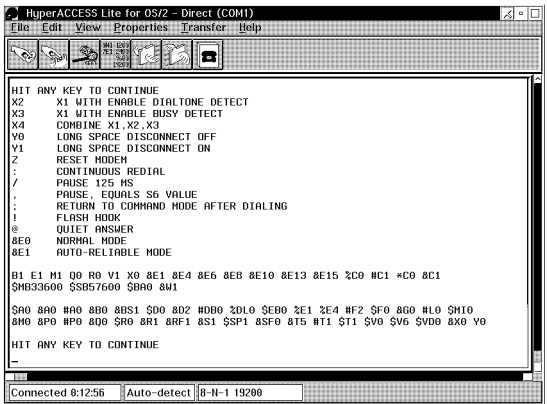 HyperACCESS Lite for OS/2 - Direct (COM1)
File Edit View Properties Transfer Help
8N1 1200
7E1 2400
9600
19200
HIT ANY KEY TO CONTINUE
X2 X1 WITH ENABLE DIALTONE DETECT
X3 X1 WITH ENABLE BUSY DETECT
X4 COMBINE X1,X2,X3
Y0 LONG SPACE DISCONNECT OFF
Y1 LONG SPACE DISCONNECT ON
Z RESET MODEM
: CONTINUOUS REDIAL
/ PAUSE 125 MS
, PAUSE, EQUALS S6 VALUE
; RETURN TO COMMAND MODE AFTER DIALING
! FLASH HOOK
@ QUIET ANSWER
&E0 NORMAL MODE
&E1 AUTO-RELIABLE MODE
B1 E1 M1 Q0 R0 V1 X0 &E1 &E4 &E6 &E8 &E10 &E13 &E15 %C0 #C1 *C0 &C1
$MB33600 $SB57600 $BA0 &W1
$A0 &A0 #A0 &B0 &BS1 $D0 &D2 #DB0 %DL0 $EB0 %E1 %E4 #F2 $F0 &G0 #L0 $MI0
&M0 &P0 #P0 &Q0 $R0 &R1 &RF1 &S1 $SP1 &SF0 &T5 #T1 $T1 $V0 $V6 $VD0 &X0 Y0
HIT ANY KEY TO CONTINUE
Connected 0:12:56 Auto-detect 8-N-1 19200